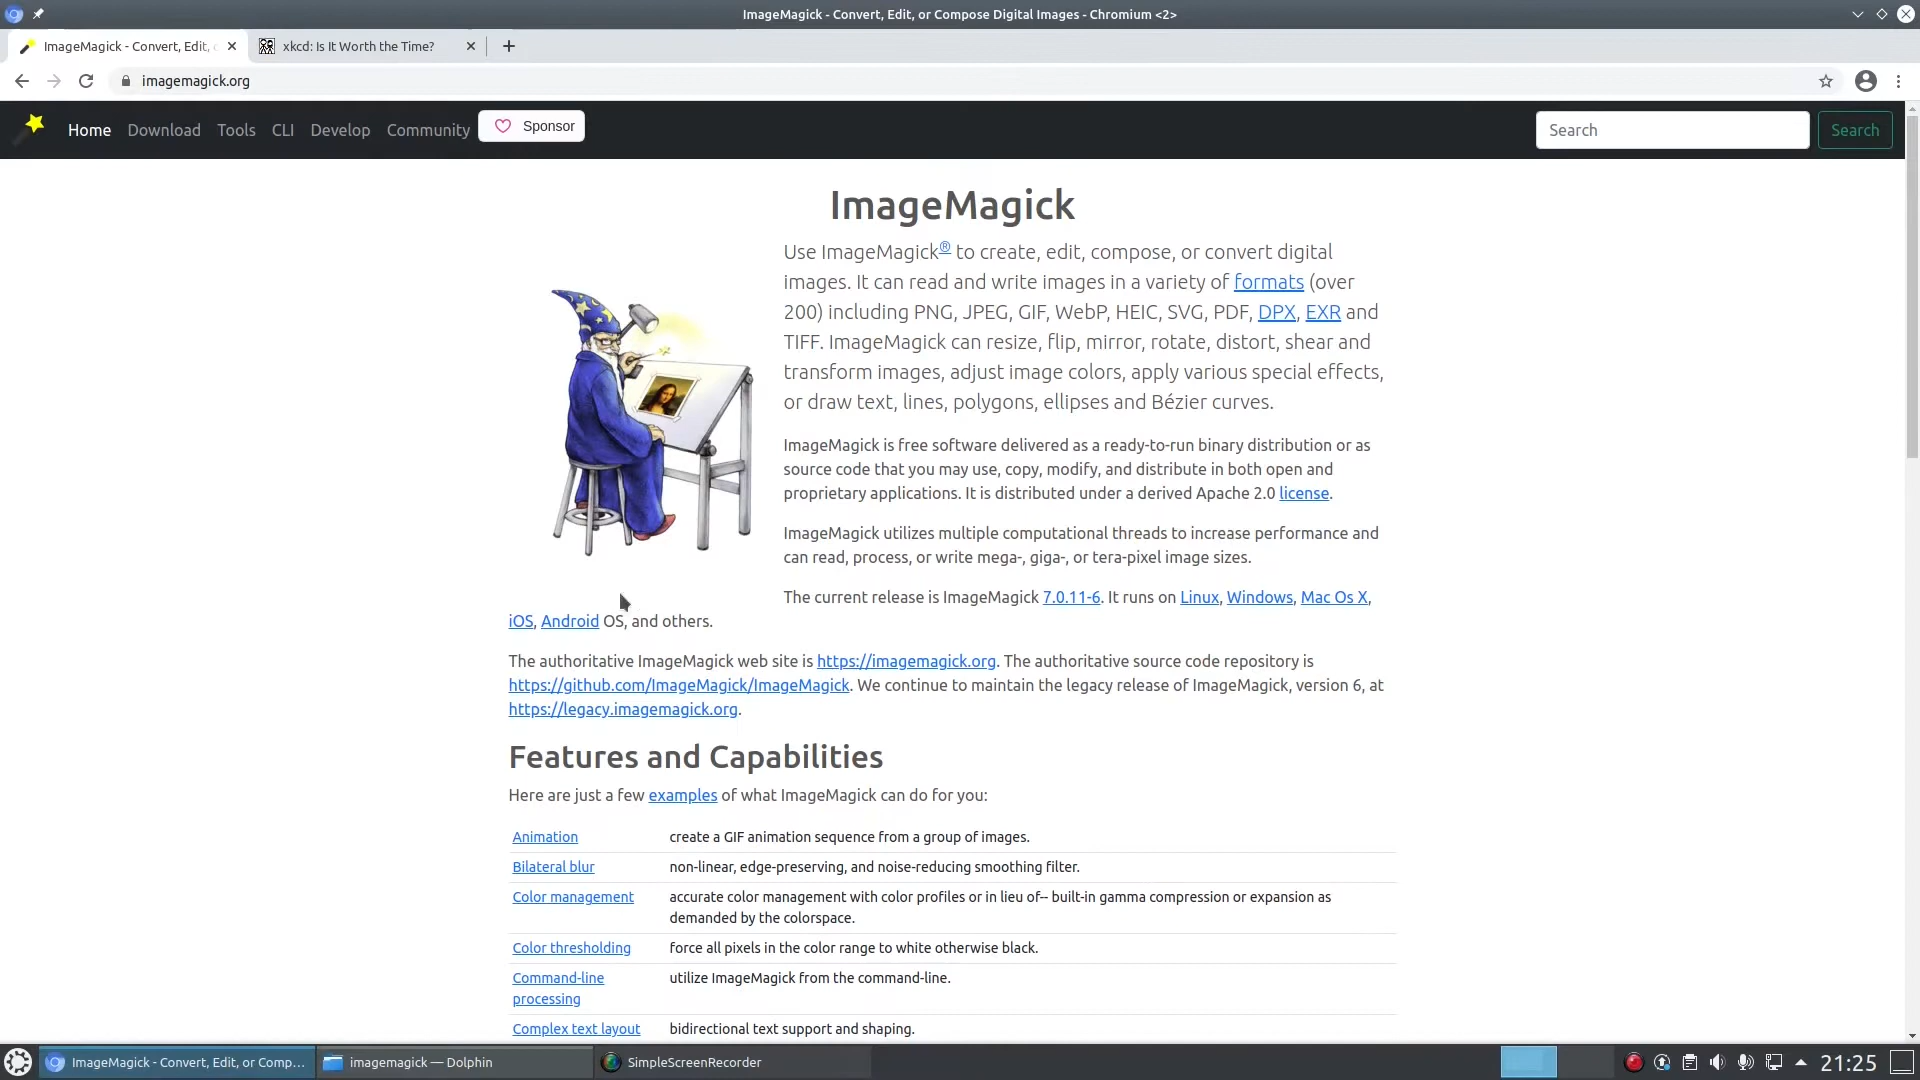 ImageMagick - Convert, Edit, or Compose Digital Images - Chromium <2>
ImageMagick - Convert, Edit, c
xkcd: Is It Worth the Time?
imagemagick.org
Home Download Tools CLI Develop Community Sponsor Search Search
ImageMagick
Use ImageMagick® to create, edit, compose, or convert digital
images. It can read and write images in a variety of formats (over
200) including PNG, JPEG, GIF, WebP, HEIC, SVG, PDF, DPX, EXR and
TIFF. ImageMagick can resize, flip, mirror, rotate, distort, shear and
transform images, adjust image colors, apply various special effects,
or draw text, lines, polygons, ellipses and Bézier curves.
ImageMagick is free software delivered as a ready-to-run binary distribution or as
source code that you may use, copy, modify, and distribute in both open and
proprietary applications. It is distributed under a derived Apache 2.0 license.
ImageMagick utilizes multiple computational threads to increase performance and
can read, process, or write mega-, giga-, or tera-pixel image sizes.
The current release is ImageMagick 7.0.11-6. It runs on Linux, Windows, Mac Os X,
iOS, Android OS, and others.
The authoritative ImageMagick web site is https://imagemagick.org. The authoritative source code repository is
https://github.com/ImageMagick/ImageMagick. We continue to maintain the legacy release of ImageMagick, version 6, at
https://legacy.imagemagick.org.
Features and Capabilities
Here are just a few examples of what ImageMagick can do for you:
Animation create a GIF animation sequence from a group of images.
Bilateral blur non-linear, edge-preserving, and noise-reducing smoothing filter.
Color management accurate color management with color profiles or in lieu of-- built-in gamma compression or expansion as
demanded by the colorspace.
Color thresholding force all pixels in the color range to white otherwise black.
Command-line utilize ImageMagick from the command-line.
processing
Complex text layout bidirectional text support and shaping.
ImageMagick - Convert, Edit, or Comp... imagemagick — Dolphin SimpleScreenRecorder 21:25